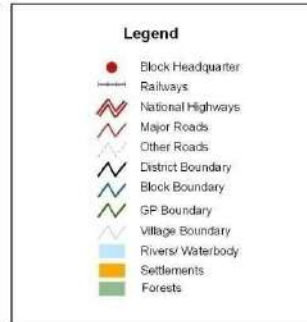 Legend
Block Headquarter
Railways
National Highways
Major Roads
Other Roads
District Boundary
Block Boundary
GP Boundary
Village Boundary
Rivers/ Waterbody
Settlements
Forests